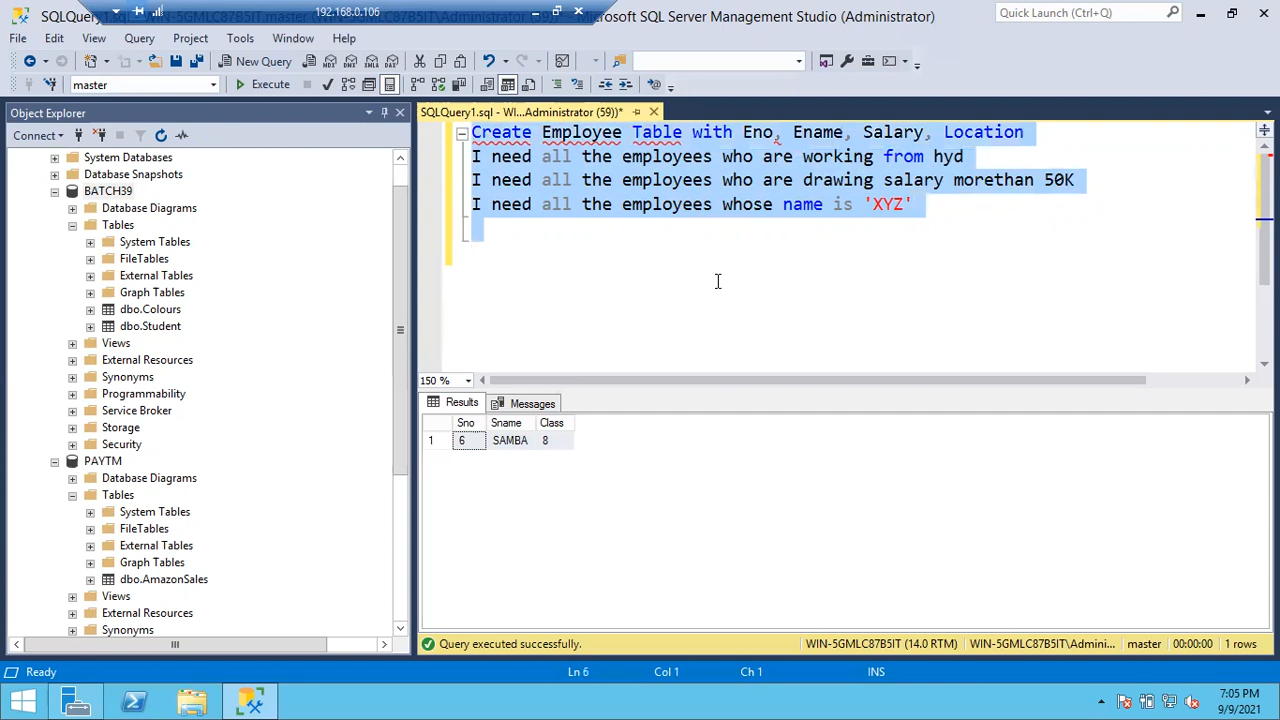 SQLQuery1.sql - WIN-5GMLC87B5IT.master (WIN-5GMLC87B5IT\Administrator (59))* - Microsoft SQL Server Management Studio (Administrator)
192.168.0.106
Quick Launch (Ctrl+Q)
File Edit View Query Project Tools Window Help
New Query
master
Execute
Object Explorer
Connect
System Databases
Database Snapshots
BATCH39
Database Diagrams
Tables
System Tables
FileTables
External Tables
Graph Tables
dbo.Colours
dbo.Student
Views
External Resources
Synonyms
Programmability
Service Broker
Storage
Security
PAYTM
Database Diagrams
Tables
System Tables
FileTables
External Tables
Graph Tables
dbo.AmazonSales
Views
External Resources
Synonyms
SQLQuery1.sql - WI...Administrator (59))*
Create Employee Table with Eno, Ename, Salary, Location
I need all the employees who are working from hyd
I need all the employees who are drawing salary morethan 50K
I need all the employees whose name is 'XYZ'
150 %
Results Messages
Sno Sname Class
1 6 SAMBA 8
Query executed successfully. WIN-5GMLC87B5IT (14.0 RTM) WIN-5GMLC87B5IT\Admini... master 00:00:00 1 rows
Ready Ln 6 Col 1 Ch 1 INS
7:05 PM
9/9/2021